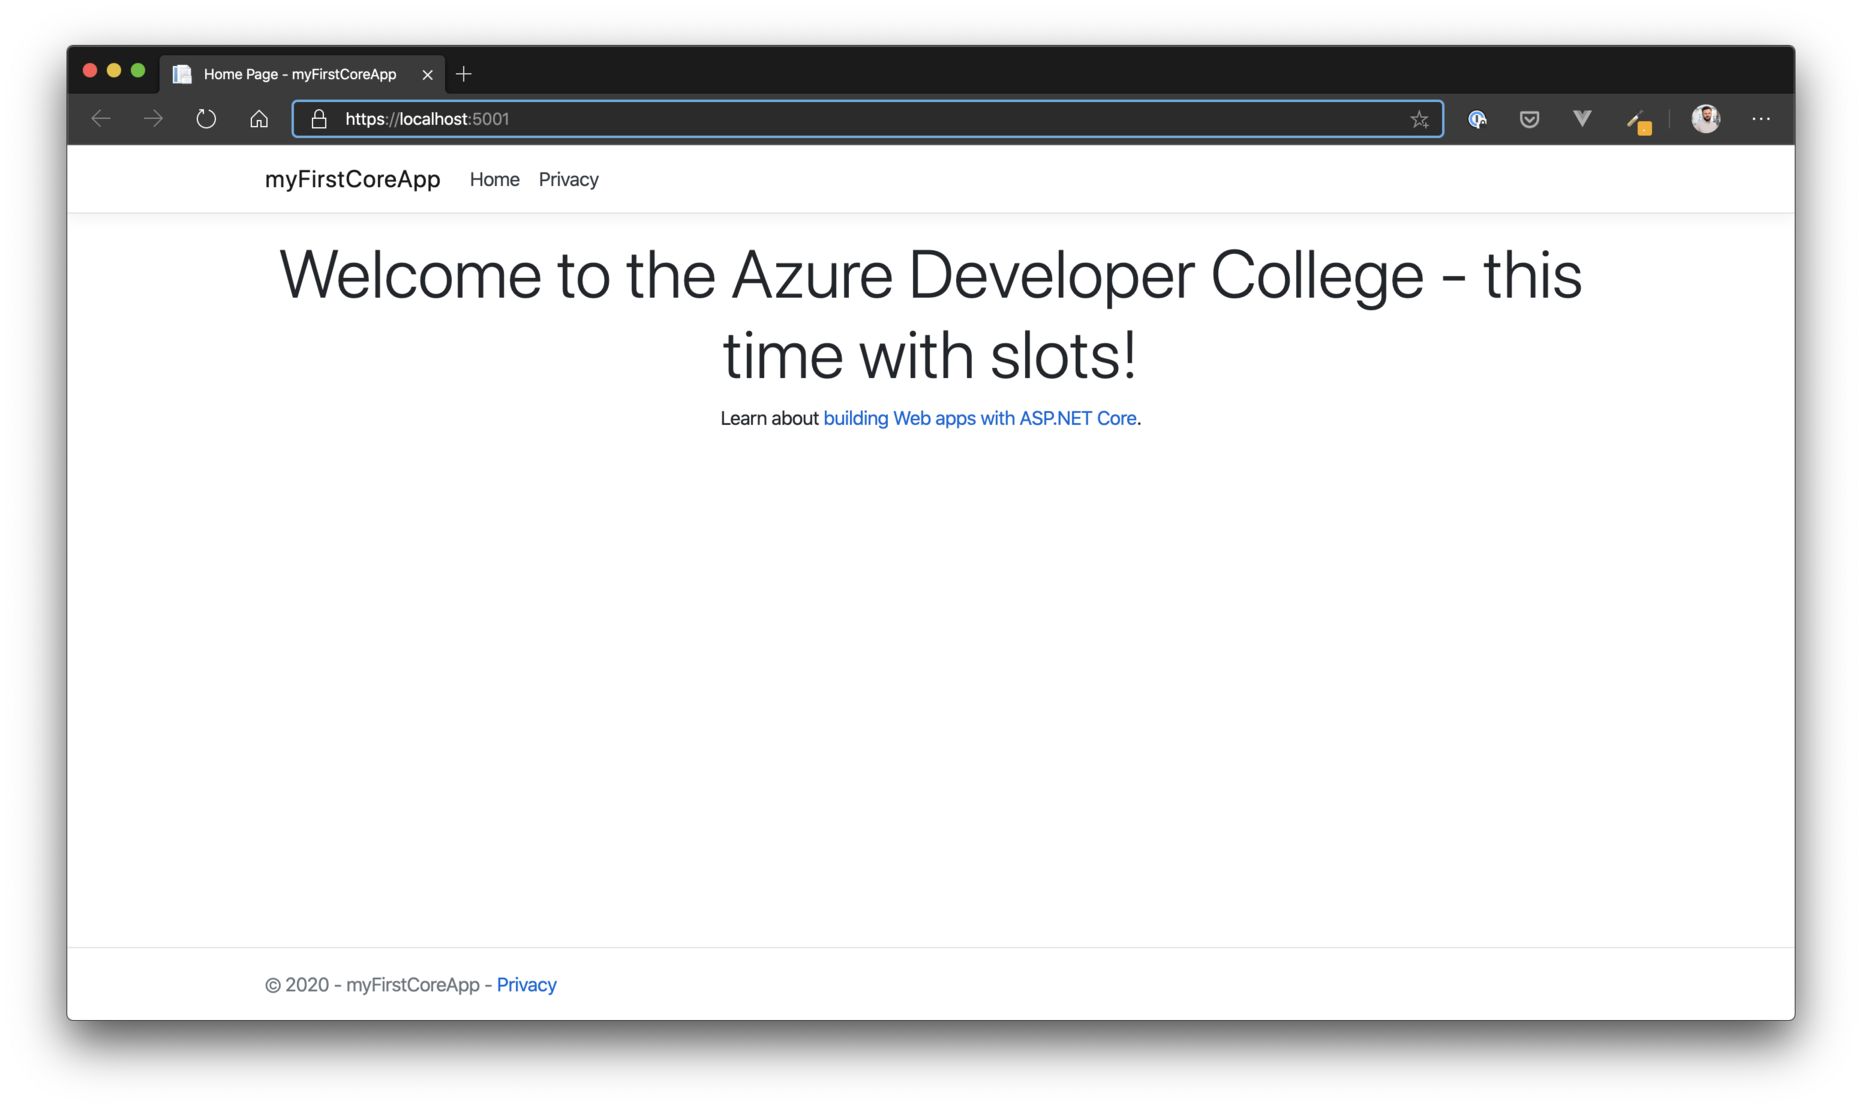 Home Page - myFirstCoreApp
https://localhost:5001
myFirstCoreApp Home Privacy
Welcome to the Azure Developer College - this
time with slots!
Learn about building Web apps with ASP.NET Core.
© 2020 - myFirstCoreApp - Privacy